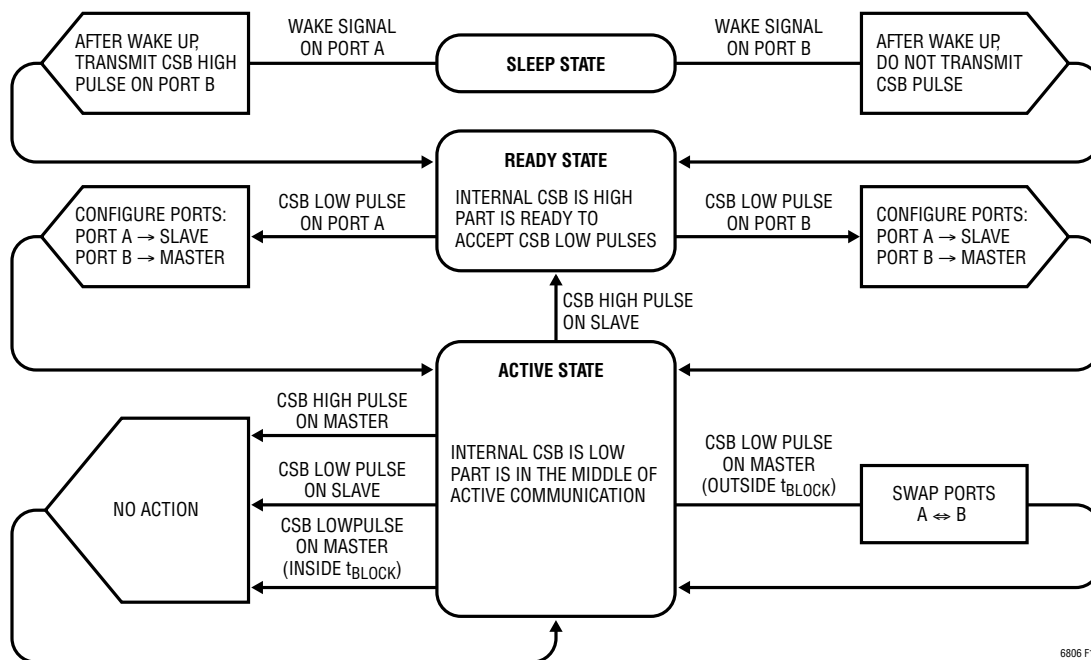 AFTER WAKE UP,
TRANSMIT CSB HIGH
PULSE ON PORT B
WAKE SIGNAL
ON PORT A
SLEEP STATE
WAKE SIGNAL
ON PORT B
AFTER WAKE UP,
DO NOT TRANSMIT
CSB PULSE
READY STATE
INTERNAL CSB IS HIGH
PART IS READY TO
ACCEPT CSB LOW PULSES
CONFIGURE PORTS:
PORT A → SLAVE
PORT B → MASTER
CSB LOW PULSE
ON PORT A
CSB LOW PULSE
ON PORT B
CONFIGURE PORTS:
PORT A → SLAVE
PORT B → MASTER
CSB HIGH PULSE
ON SLAVE
ACTIVE STATE
INTERNAL CSB IS LOW
PART IS IN THE MIDDLE OF
ACTIVE COMMUNICATION
CSB HIGH PULSE
ON MASTER
CSB LOW PULSE
ON SLAVE
CSB LOWPULSE
ON MASTER
(INSIDE tBLOCK)
NO ACTION
CSB LOW PULSE
ON MASTER
(OUTSIDE tBLOCK)
SWAP PORTS
A ⇔ B
6806